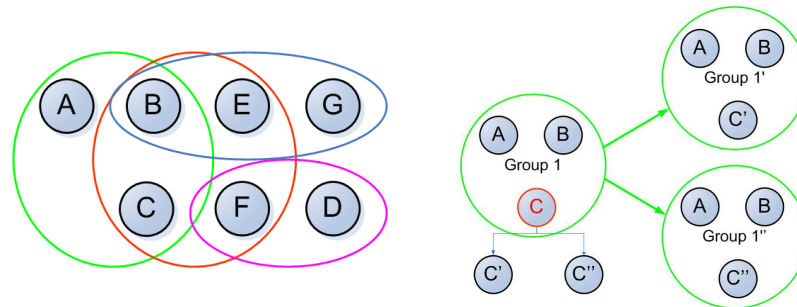 A B E G
C F D
A B
Group 1
C
C' C''
A B
Group 1'
C'
A B
Group 1''
C''